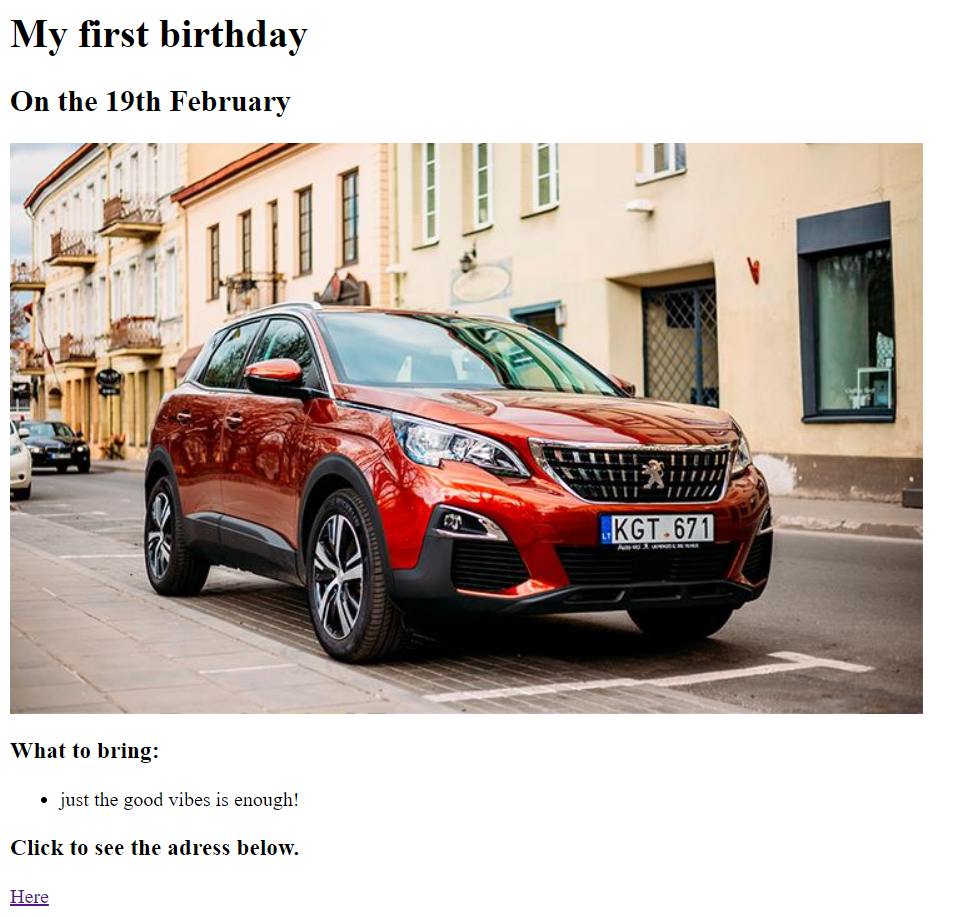 My first birthday
On the 19th February
LT KGT 671
What to bring:
just the good vibes is enough!
Click to see the adress below.
Here